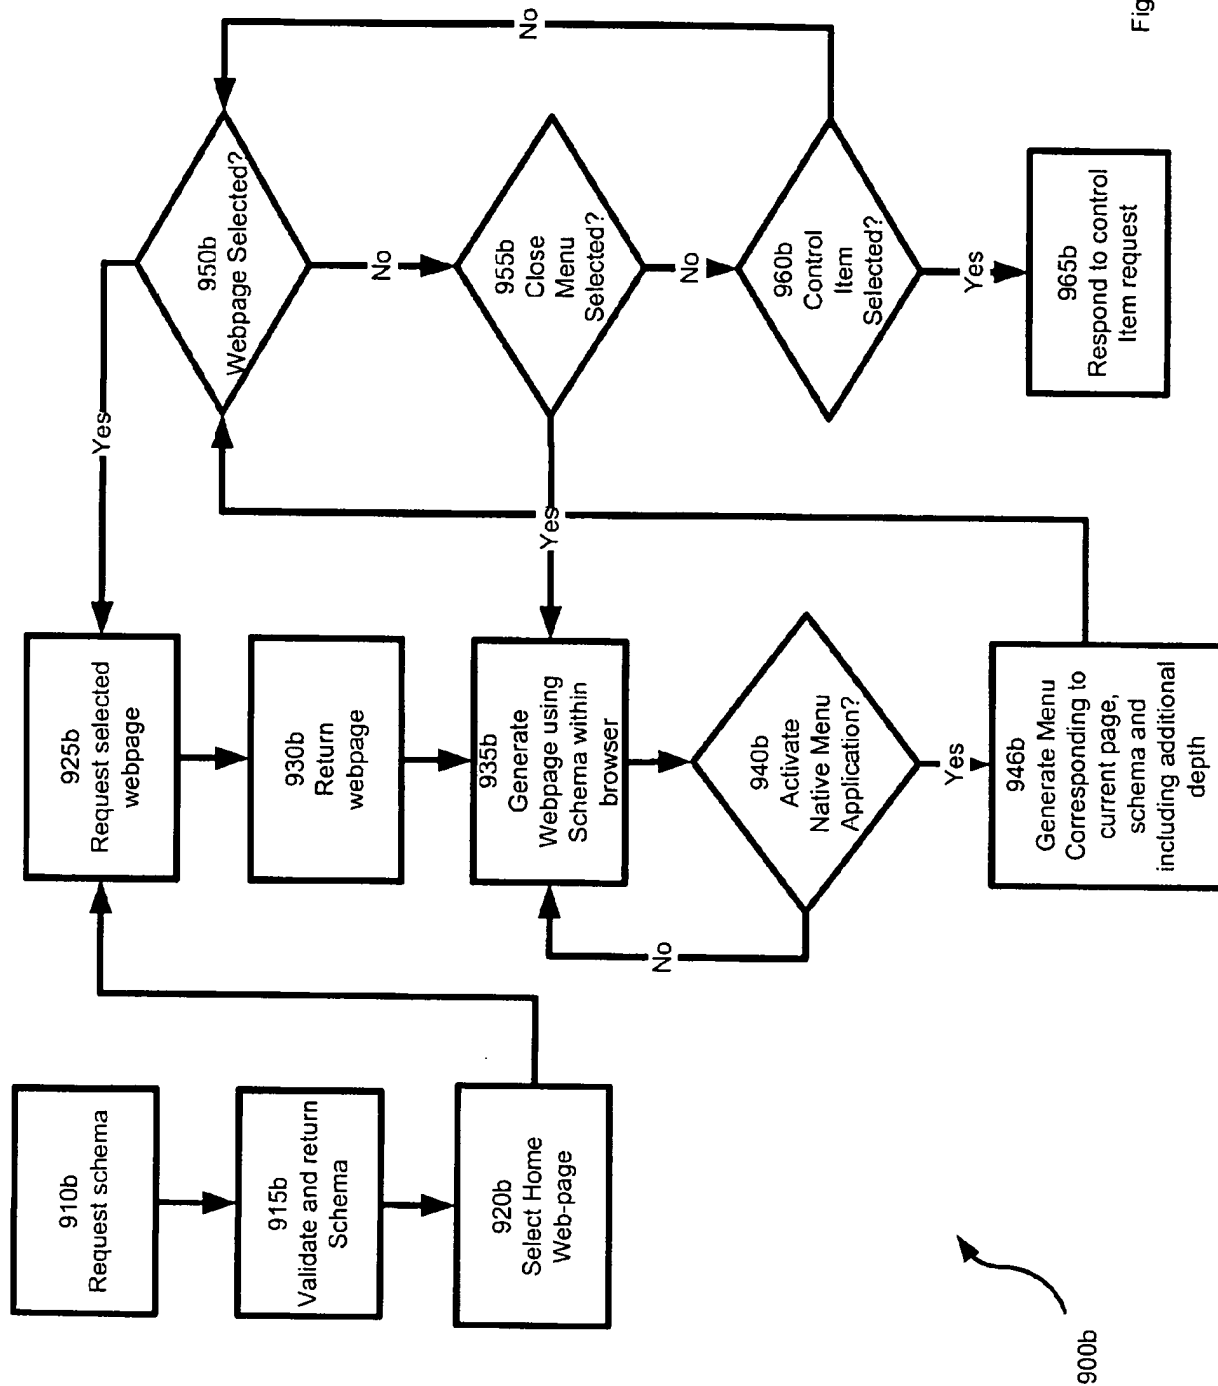 910b
Request schema
915b
Validate and return
Schema
920b
Select Home
Web-page
925b
Request selected
webpage
930b
Return
webpage
935b
Generate
Webpage using
Schema within
browser
940b
Activate
Native Menu
Application?
No
Yes
946b
Generate Menu
Corresponding to
current page,
schema and
including additional
depth
Yes
950b
Webpage Selected?
No
955b
Close
Menu
Selected?
Yes
No
960b
Control
Item
Selected?
No
Yes
965b
Respond to control
Item request
900b
Fig